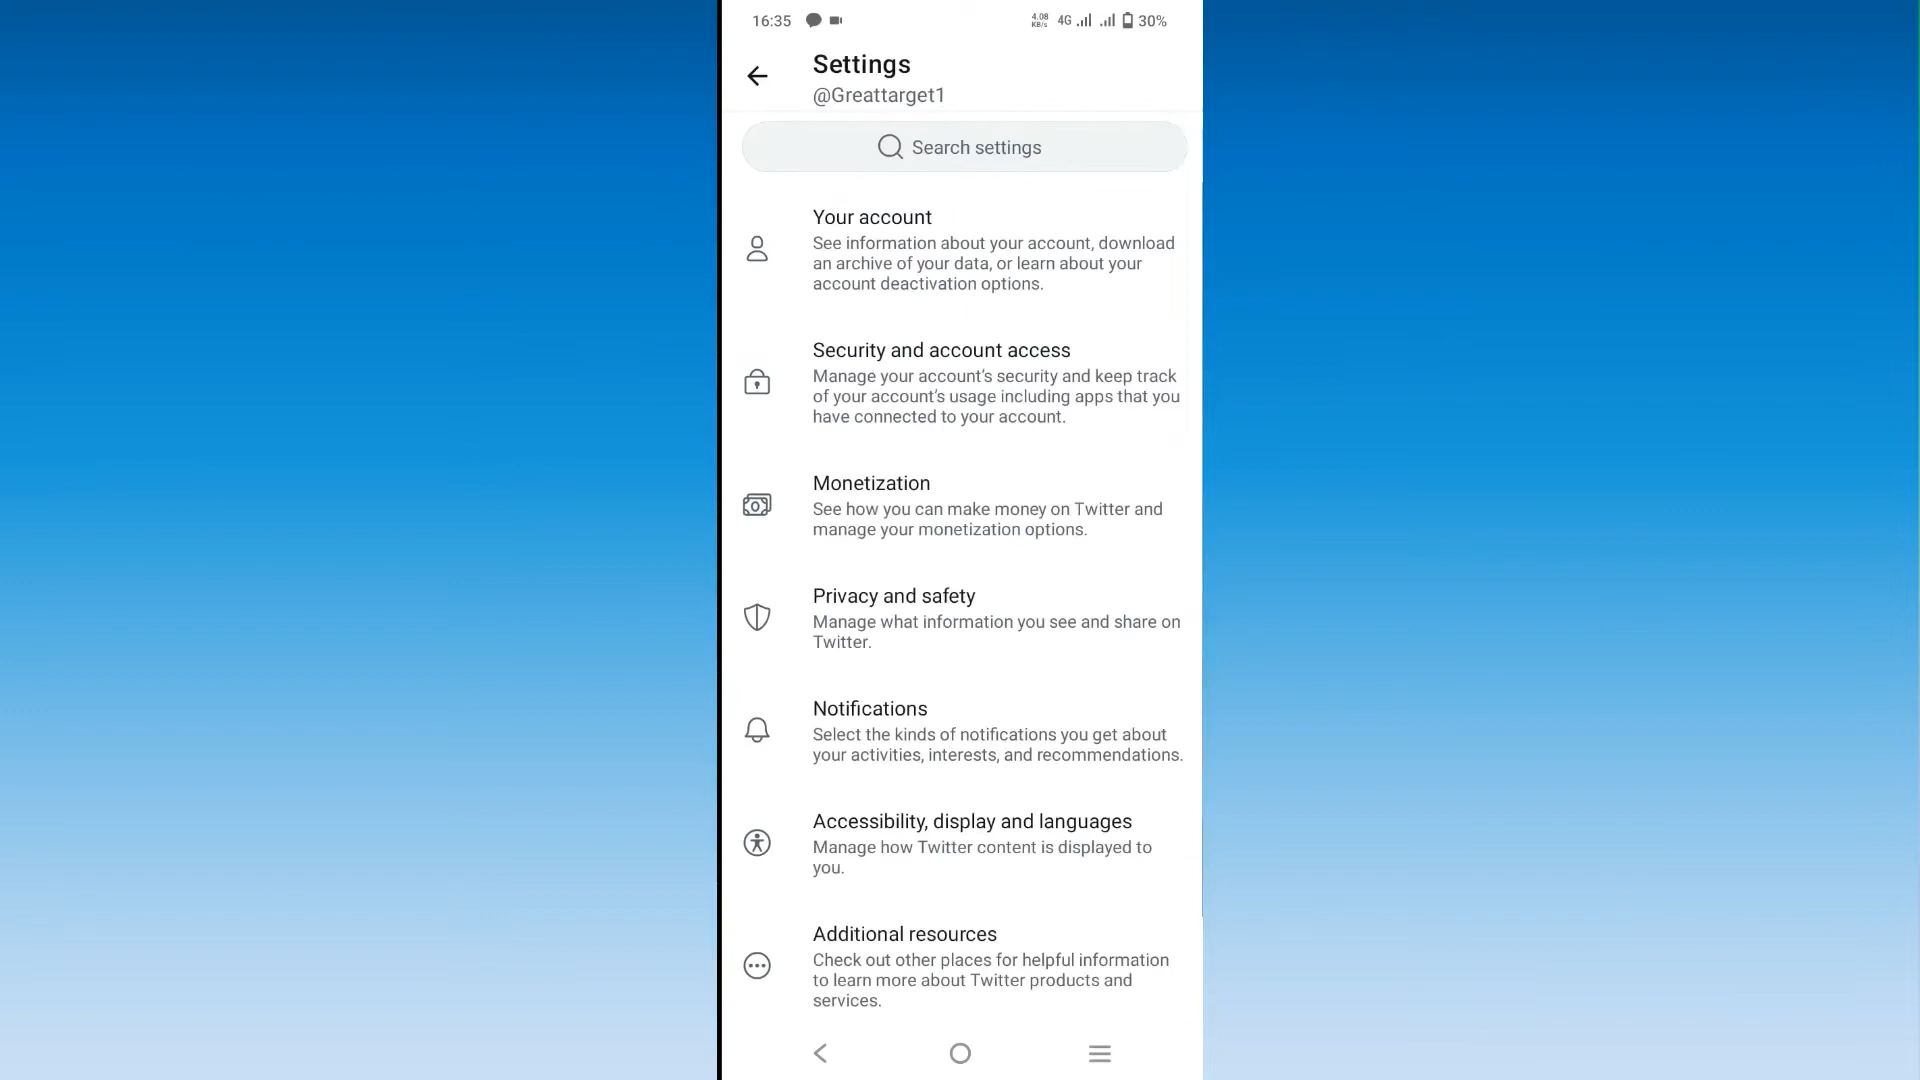 16:35 4.08 KB/s 4G 30%
Settings
@Greattarget1
Search settings
Your account
See information about your account, download
an archive of your data, or learn about your
account deactivation options.
Security and account access
Manage your account's security and keep track
of your account's usage including apps that you
have connected to your account.
Monetization
See how you can make money on Twitter and
manage your monetization options.
Privacy and safety
Manage what information you see and share on
Twitter.
Notifications
Select the kinds of notifications you get about
your activities, interests, and recommendations.
Accessibility, display and languages
Manage how Twitter content is displayed to
you.
Additional resources
Check out other places for helpful information
to learn more about Twitter products and
services.